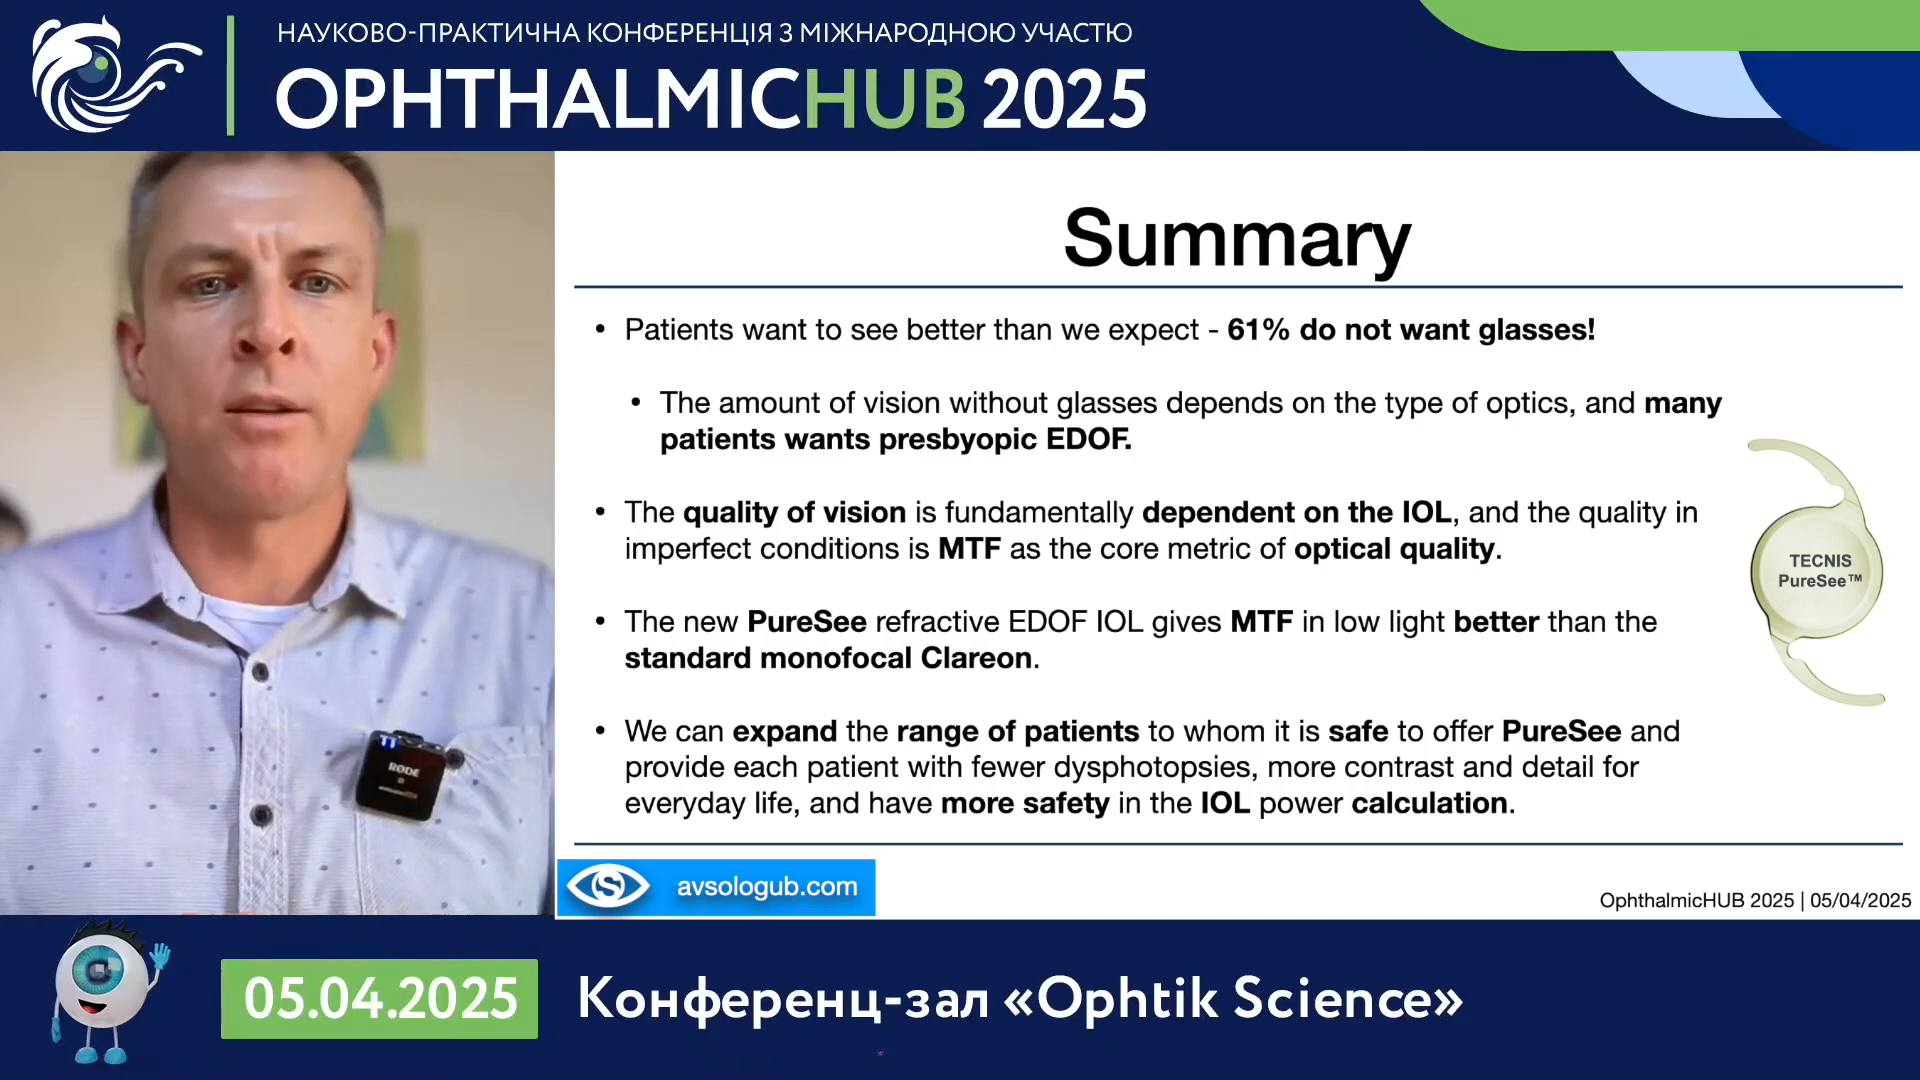 НАУКОВО-ПРАКТИЧНА КОНФЕРЕНЦІЯ З МІЖНАРОДНОЮ УЧАСТЮ
OPHTHALMICHUB 2025
Summary
• Patients want to see better than we expect - 61% do not want glasses!
• The amount of vision without glasses depends on the type of optics, and many
patients wants presbyopic EDOF.
• The quality of vision is fundamentally dependent on the IOL, and the quality in
imperfect conditions is MTF as the core metric of optical quality.
• The new PureSee refractive EDOF IOL gives MTF in low light better than the
standard monofocal Clareon.
• We can expand the range of patients to whom it is safe to offer PureSee and
provide each patient with fewer dysphotopsies, more contrast and detail for
everyday life, and have more safety in the IOL power calculation.
TECNIS
PureSee™
RØDE
avsologub.com
OphthalmicHUB 2025 | 05/04/2025
05.04.2025
Конференц-зал «Ophtik Science»